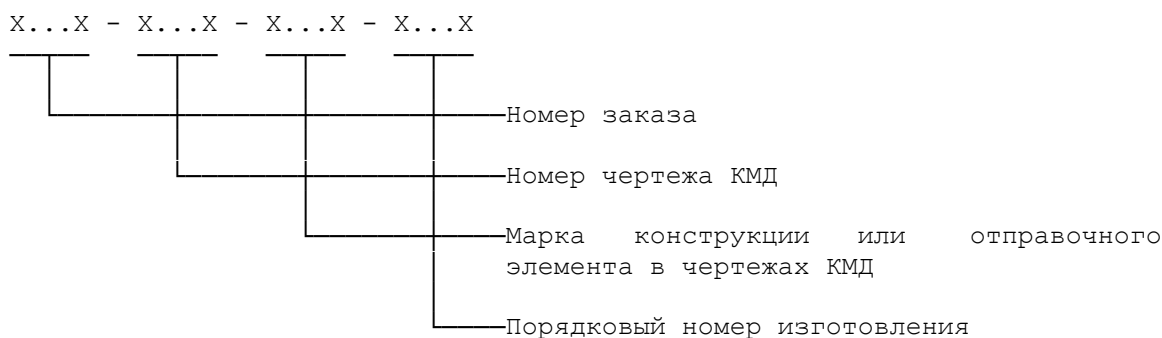 X...X - X...X - X...X - X...X
Номер заказа
Номер чертежа КМД
Марка конструкции или отправочного
элемента в чертежах КМД
Порядковый номер изготовления